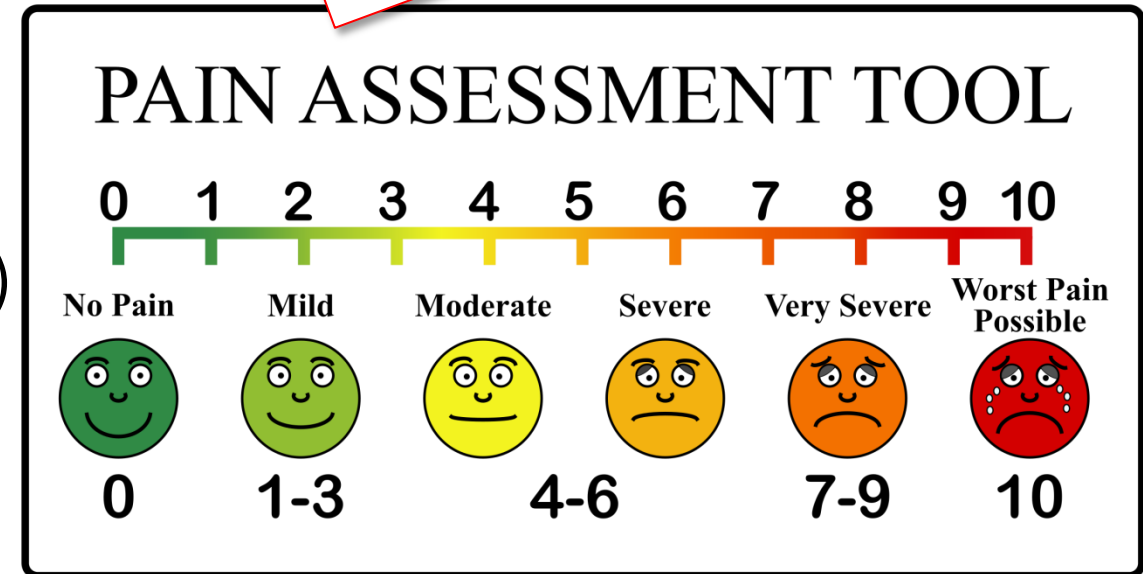 PAIN ASSESSMENT TOOL
0 1 2 3 4 5 6 7 8 9 10
No Pain Mild Moderate Severe Very Severe Worst Pain
Possible
0 1-3 4-6 7-9 10